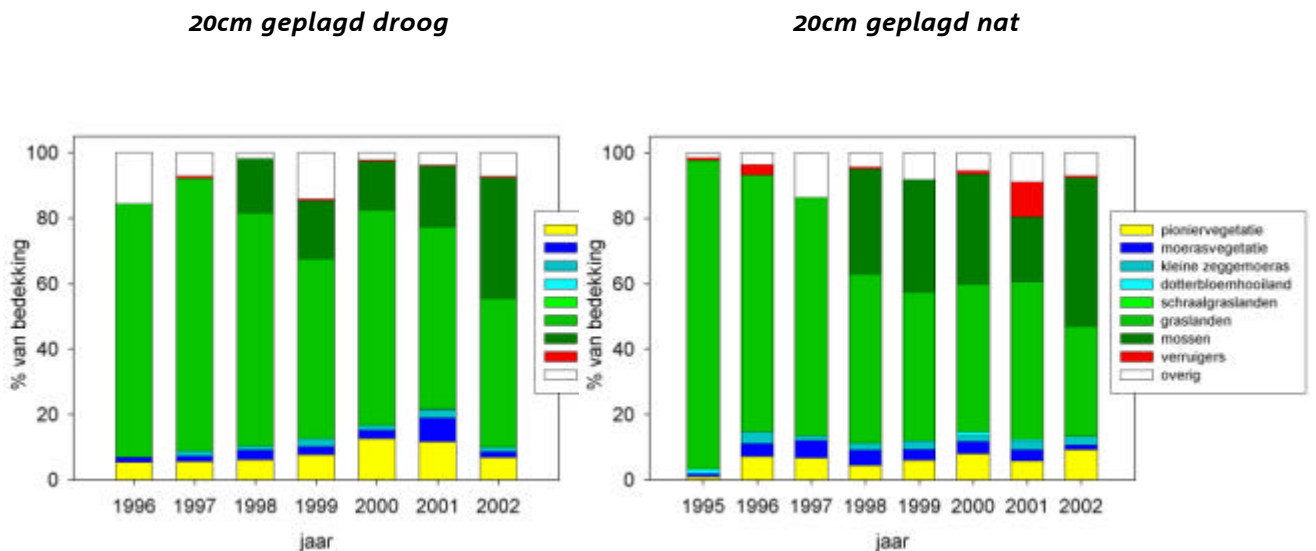 20cm geplagd droog
20cm geplagd nat
% van bedekking
100
80
60
40
20
0
1996 1997 1998 1999 2000 2001 2002
jaar
% van bedekking
100
80
60
40
20
0
1995 1996 1997 1998 1999 2000 2001 2002
jaar
pioniervegetatie
moerasvegetatie
kleine zeggemoeras
dotterbloemhooiland
schraalgraslanden
graslanden
mossen
verruigers
overig